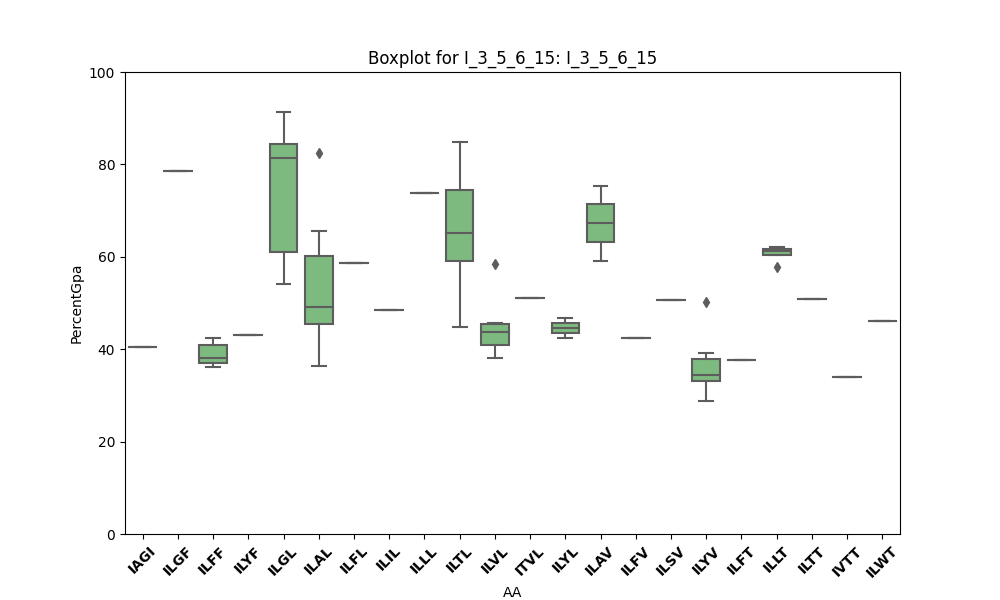 Boxplot for I_3_5_6_15: I_3_5_6_15
PercentGpa
100
80
60
40
20
0
IAGI ILGF ILFF ILYF ILGL ILAL ILFL ILIL ILLL ILTL ILVL ITVL ILYL ILAV ILFV ILSV ILYV ILFT ILLT ILTT IVTT ILWT
AA